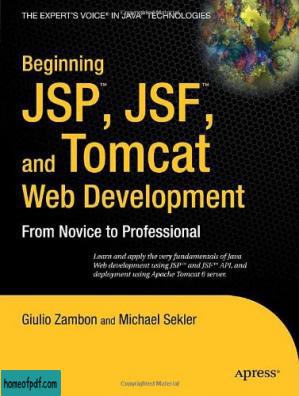 THE EXPERT'S VOICE® IN JAVA™ TECHNOLOGIES
Beginning
JSP™, JSF™,
and Tomcat
Web Development
From Novice to Professional
Learn and apply the very fundamentals of Java
Web development using JSP™ and JSF™ API, and
deployment using Apache Tomcat 6 server.
Giulio Zambon and Michael Sekler
Apress®
homeofpdf.com